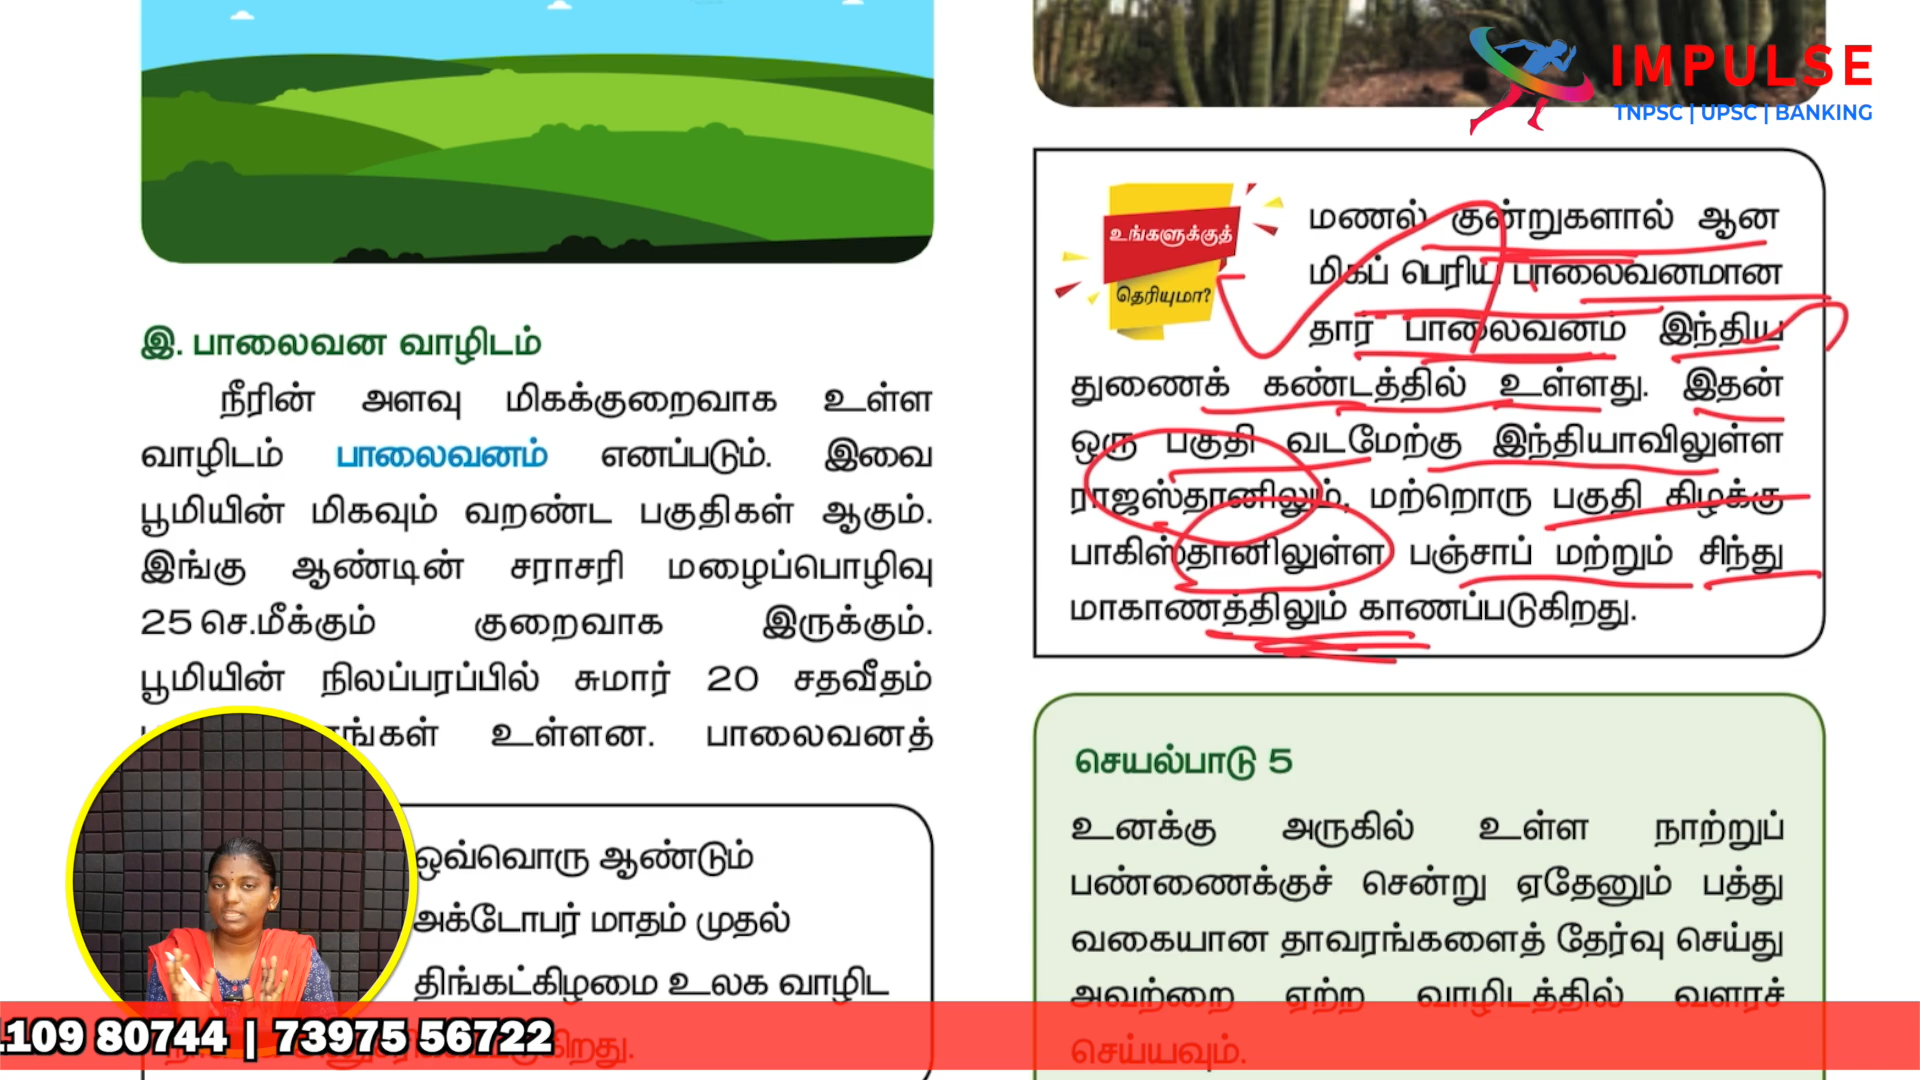 IMPULSE
TNPSC | UPSC | BANKING
இ. பாலைவன வாழிடம்
நீரின் அளவு மிகக்குறைவாக உள்ள
வாழிடம் பாலைவனம் எனப்படும். இவை
பூமியின் மிகவும் வறண்ட பகுதிகள் ஆகும்.
இங்கு ஆண்டின் சராசரி மழைப்பொழிவு
25 செ.மீக்கும் குறைவாக இருக்கும்.
பூமியின் நிலப்பரப்பில் சுமார் 20 சதவீதம்
உள்ளன. பாலைவனத்
ஒவ்வொரு ஆண்டும்
அக்டோபர் மாதம் முதல்
திங்கட்கிழமை உலக வாழிட
உங்களுக்குத்
தெரியுமா?
மணல் குன்றுகளால் ஆன
மிகப் பெரிய பாலைவனமான
தார் பாலைவனம் இந்திய
துணைக் கண்டத்தில் உள்ளது. இதன்
ஒரு பகுதி வடமேற்கு இந்தியாவிலுள்ள
ராஜஸ்தானிலும், மற்றொரு பகுதி கிழக்கு
பாகிஸ்தானிலுள்ள பஞ்சாப் மற்றும் சிந்து
மாகாணத்திலும் காணப்படுகிறது.
செயல்பாடு 5
உனக்கு அருகில் உள்ள நாற்றுப்
பண்ணைக்குச் சென்று ஏதேனும் பத்து
வகையான தாவரங்களைத் தேர்வு செய்து
அவற்றை ஏற்ற வாழிடத்தில் வளரச்
செய்யவும்.
109 80744 | 73975 56722